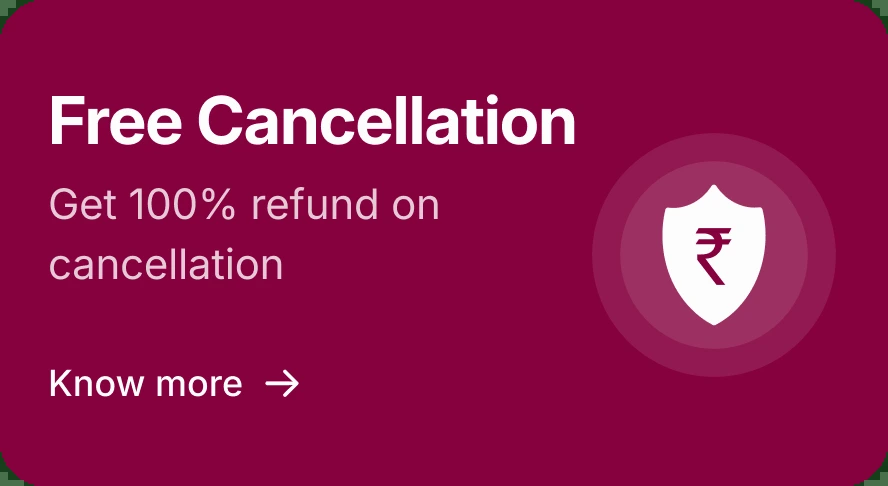 Free Cancellation
Get 100% refund on
cancellation
₹
Know more →